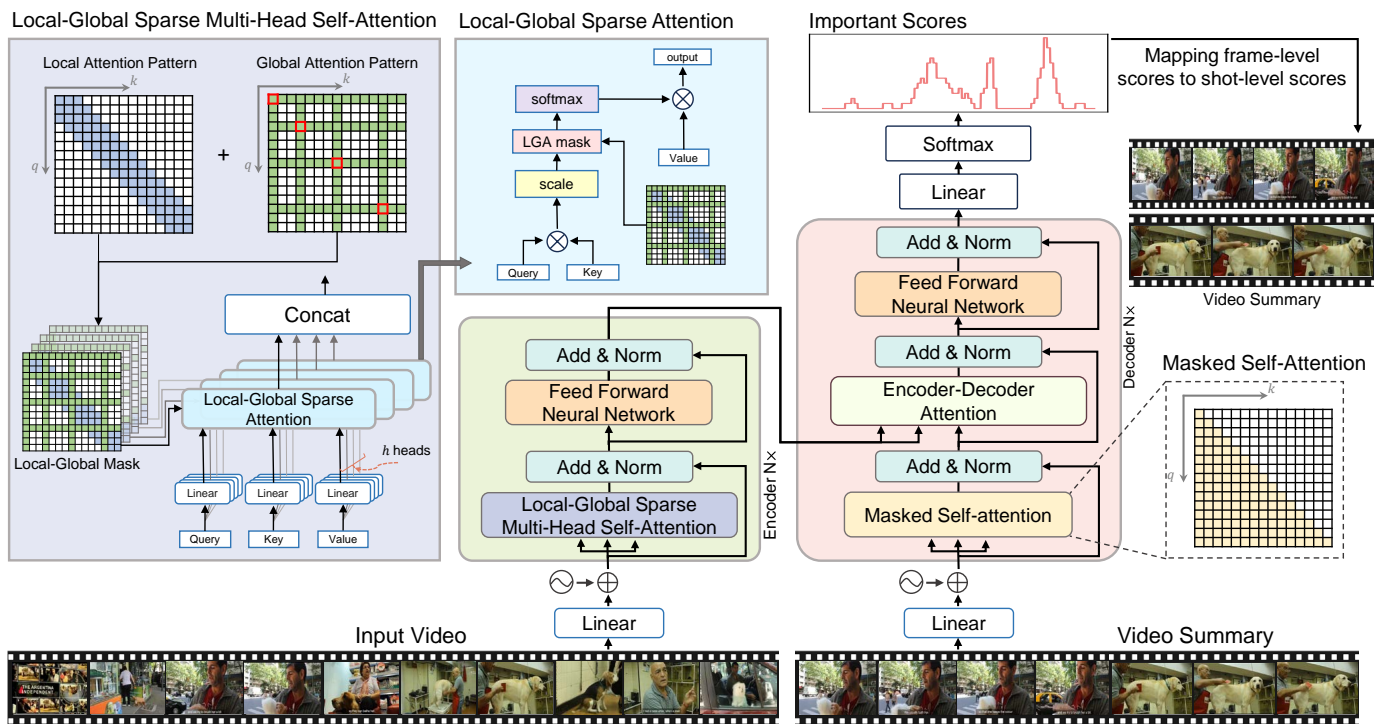 Local-Global Sparse Multi-Head Self-Attention
Local Attention Pattern
Global Attention Pattern
k
k
q
q
+
Concat
Local-Global Sparse
Attention
Local-Global Mask
h heads
Linear
Linear
Linear
Query
Key
Value
Local-Global Sparse Attention
output
softmax
LGA mask
scale
Value
Query
Key
Add & Norm
Feed Forward
Neural Network
Add & Norm
Local-Global Sparse
Multi-Head Self-Attention
Encoder N×
Linear
Input Video
THE ARGENTINA
INDEPENDENT
Important Scores
Mapping frame-level
scores to shot-level scores
Softmax
Linear
Add & Norm
Feed Forward
Neural Network
Add & Norm
Encoder-Decoder
Attention
Add & Norm
Masked Self-attention
Decoder N×
Linear
Video Summary
Video Summary
Masked Self-Attention
k
q